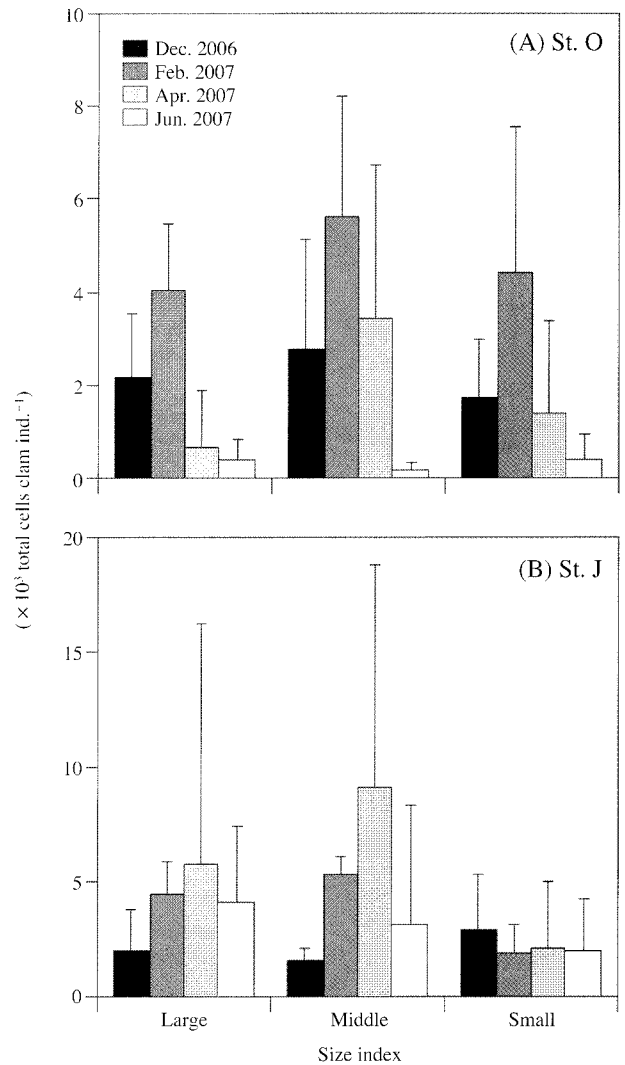 10
8
6
4
2
0
Dec. 2006
Feb. 2007
Apr. 2007
Jun. 2007
(A) St. O
( × 10³ total cells clam ind.⁻¹)
20
15
10
5
0
(B) St. J
Large Middle Small
Size index